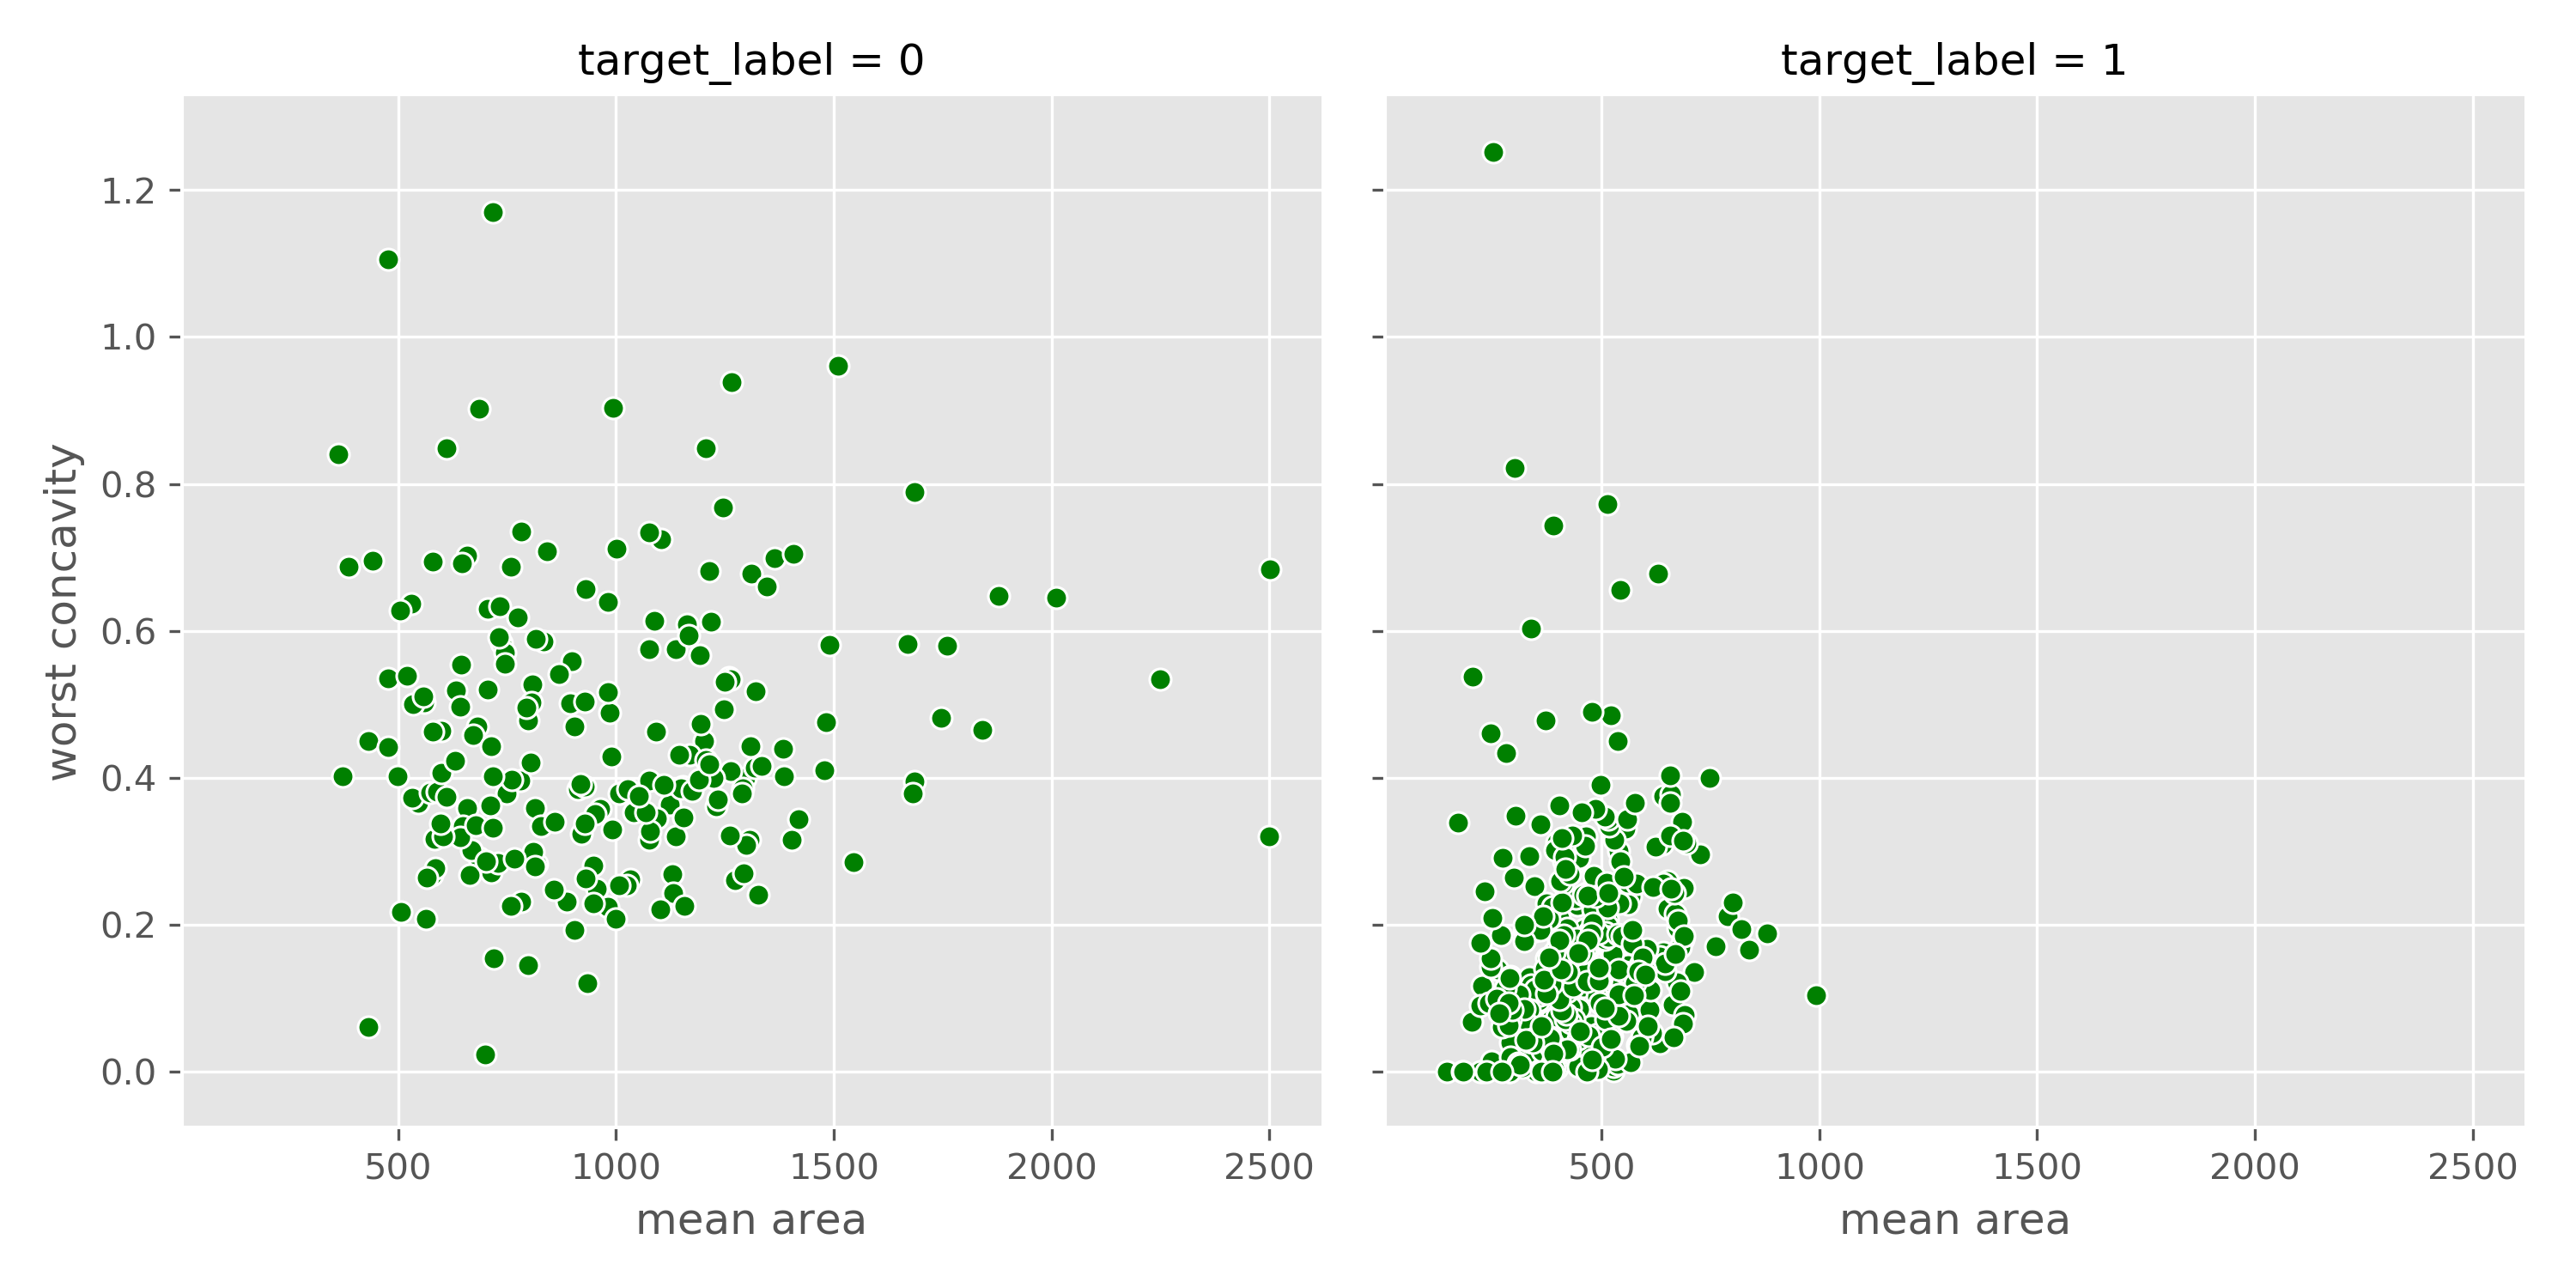 target_label = 0
target_label = 1
worst concavity
1.2
1.0
0.8
0.6
0.4
0.2
0.0
500 1000 1500 2000 2500
500 1000 1500 2000 2500
mean area
mean area